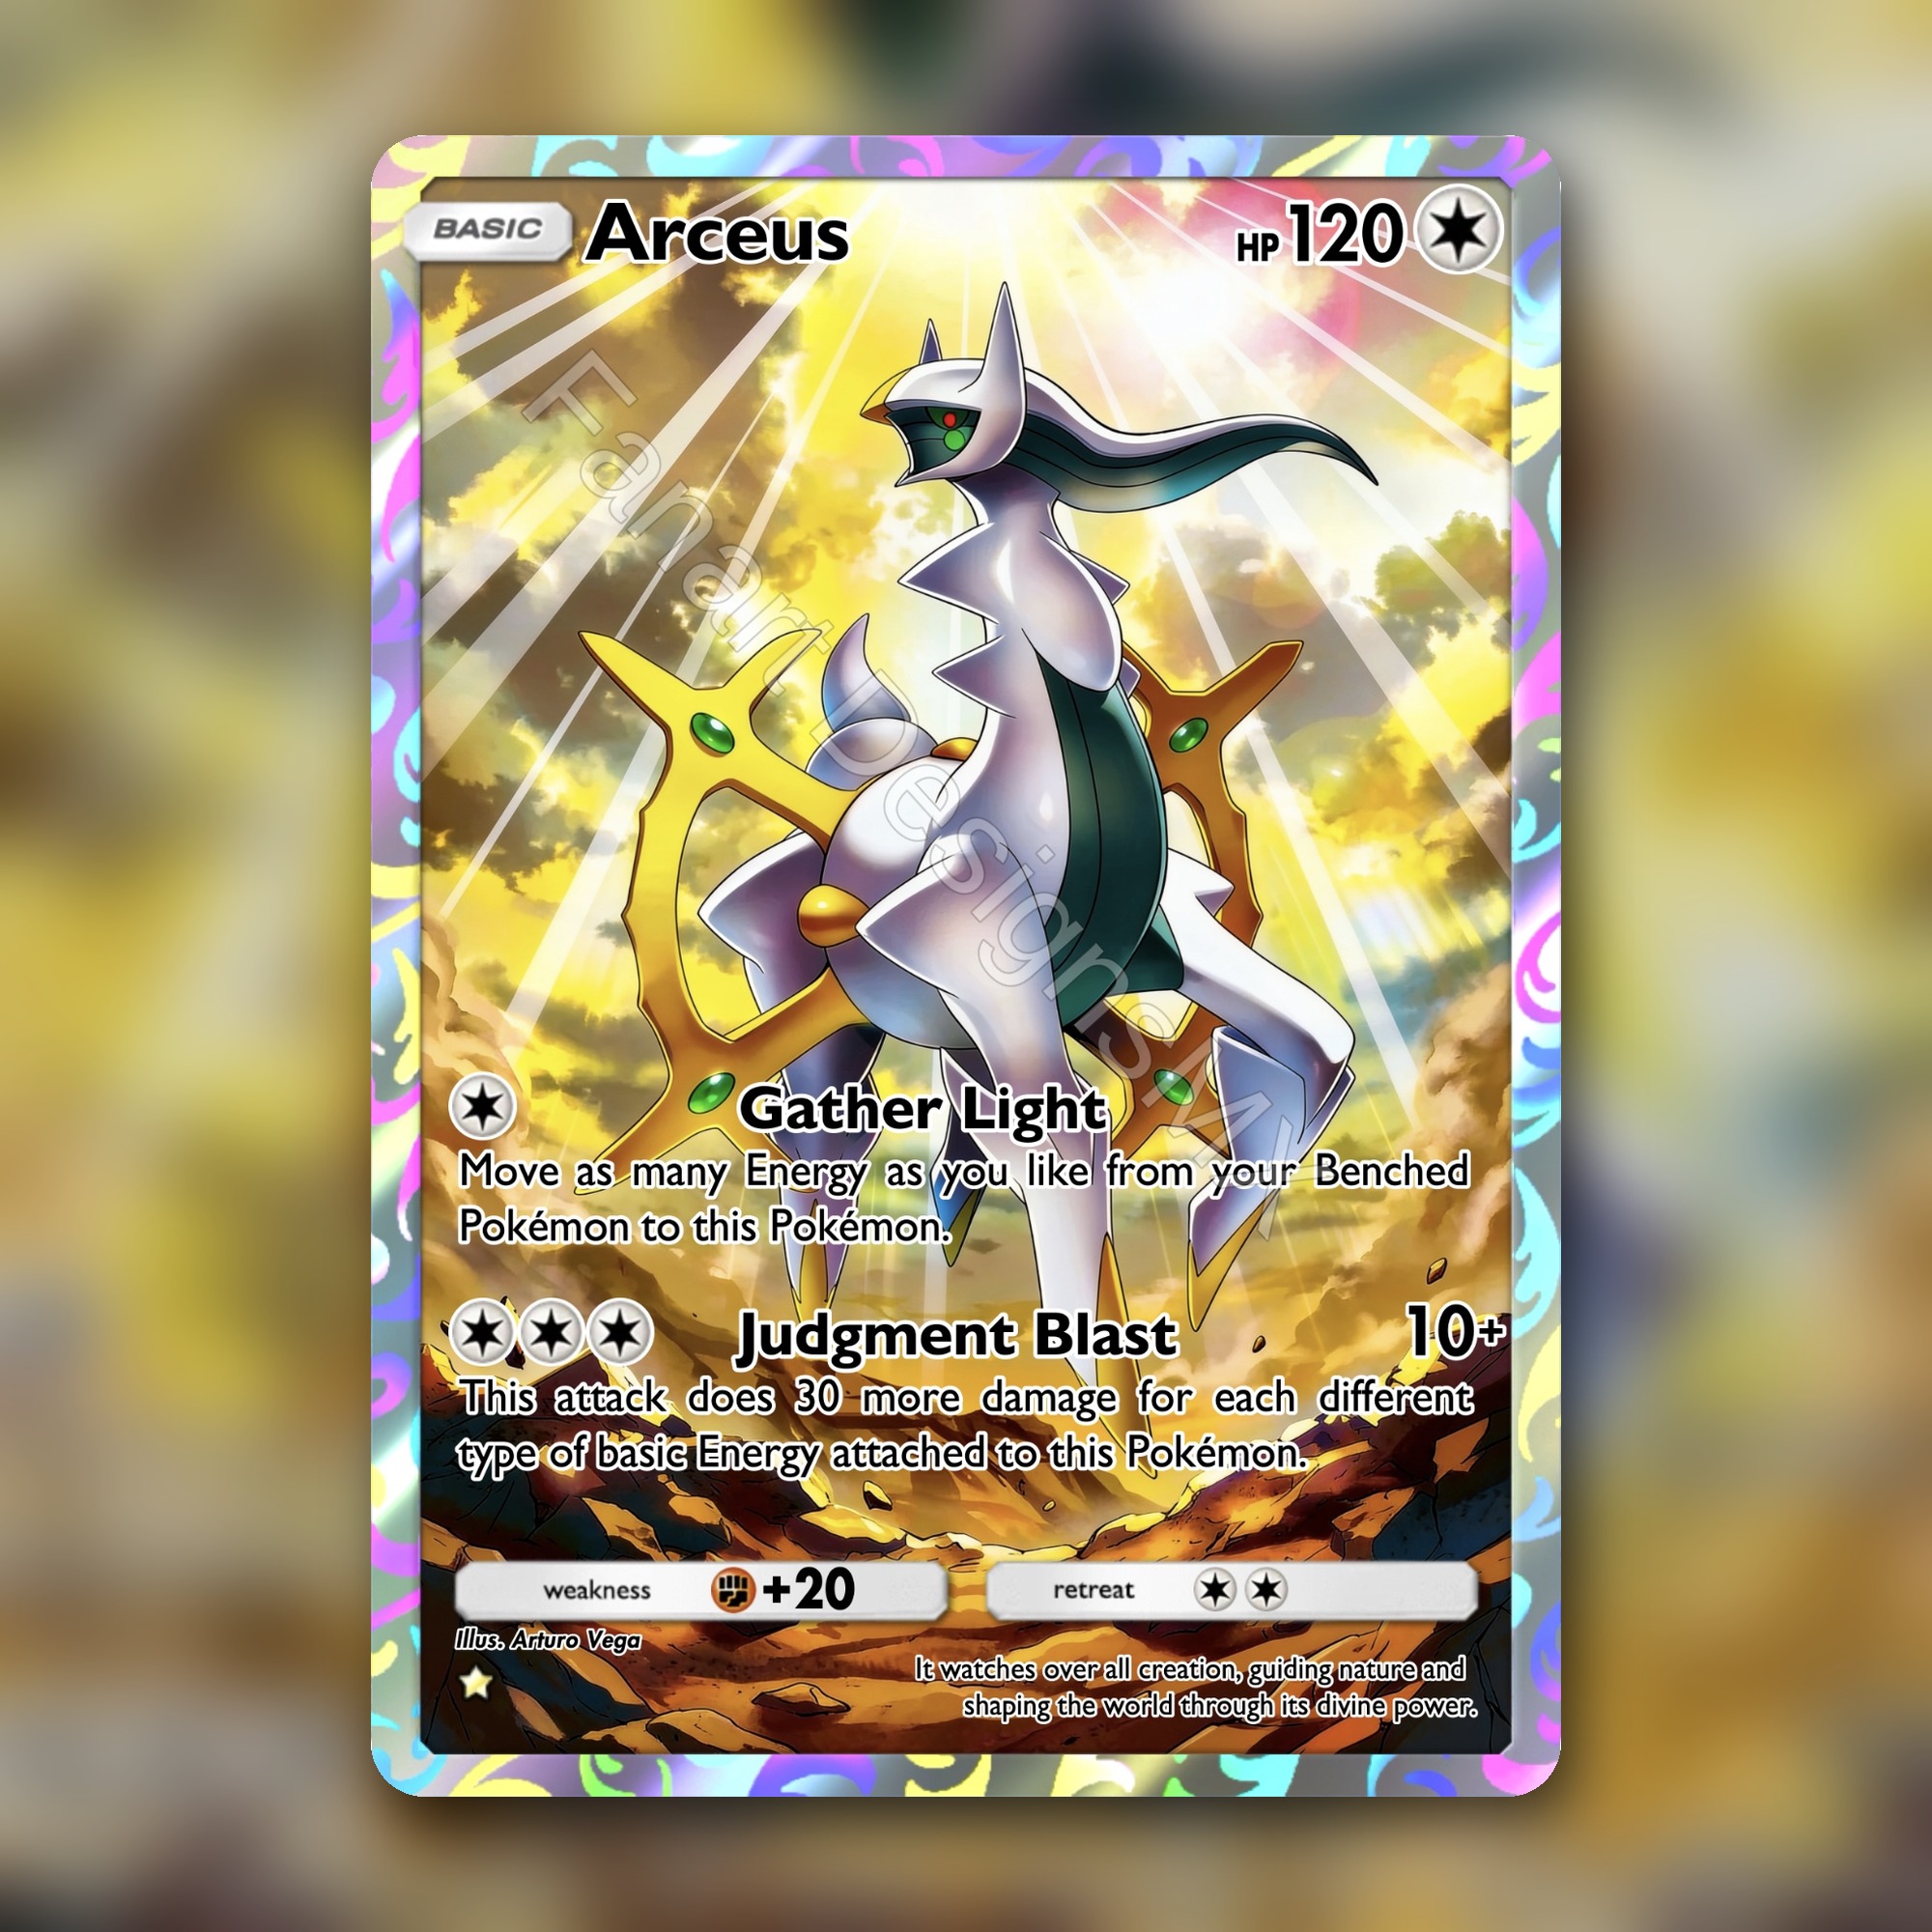 BASIC Arceus HP 120
Fanart DesignsMX
Gather Light
Move as many Energy as you like from your Benched
Pokémon to this Pokémon.
Judgment Blast 10+
This attack does 30 more damage for each different
type of basic Energy attached to this Pokémon.
weakness +20 retreat
Illus. Arturo Vega
It watches over all creation, guiding nature and
shaping the world through its divine power.